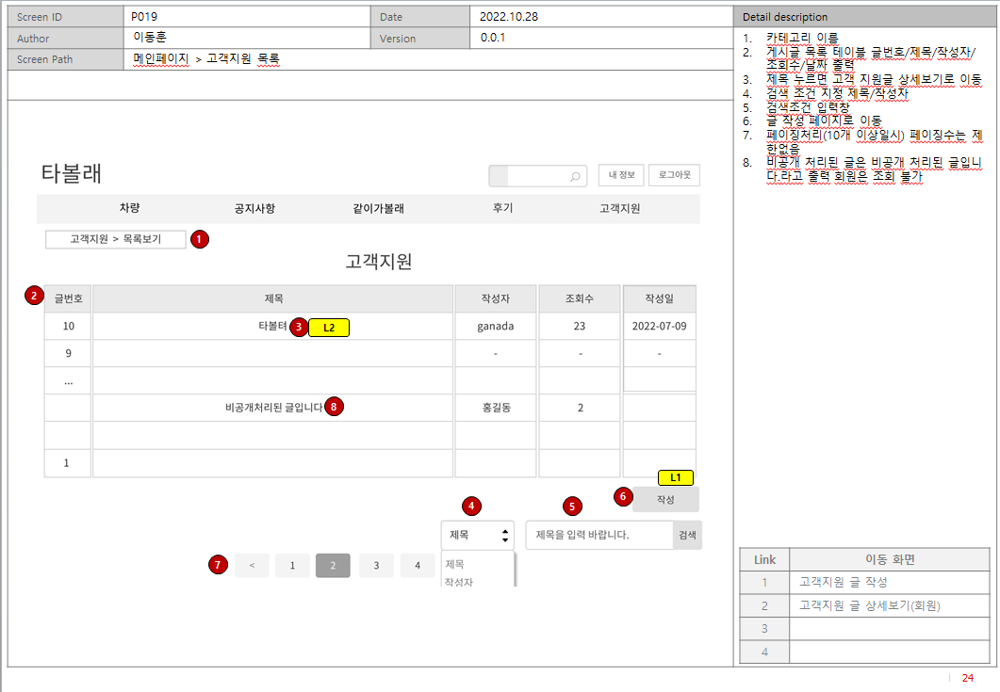 Screen ID P019 Date 2022.10.28
Author 이동훈 Version 0.0.1
Screen Path 메인페이지 > 고객지원 목록
Detail description
1. 카테고리 이름
2. 게시글 목록 테이블 글번호/제목/작성자/
조회수/날짜 출력
3. 제목 누르면 고객 지원글 상세보기로 이동
4. 검색 조건 지정 제목/작성자
5. 검색조건 입력창
6. 글 작성 페이지로 이동
7. 페이징처리(10개 이상일시) 페이징수는 제
한없음
8. 비공개 처리된 글은 비공개 처리된 글입니
다.라고 출력 회원은 조회 불가
타볼래 내 정보 로그아웃
차량 공지사항 같이가볼래 후기 고객지원
고객지원 > 목록보기 1
고객지원
2 글번호 제목 작성자 조회수 작성일
10 타볼텨 3 L2 ganada 23 2022-07-09
9 - - -
...
비공개처리된 글입니다 8 홍길동 2
1
L1
6 작성
4 5
제목 제목을 입력 바랍니다. 검색
7 < 1 2 3 4 제목
작성자
Link 이동 화면
1 고객지원 글 작성
2 고객지원 글 상세보기(회원)
3
4
24